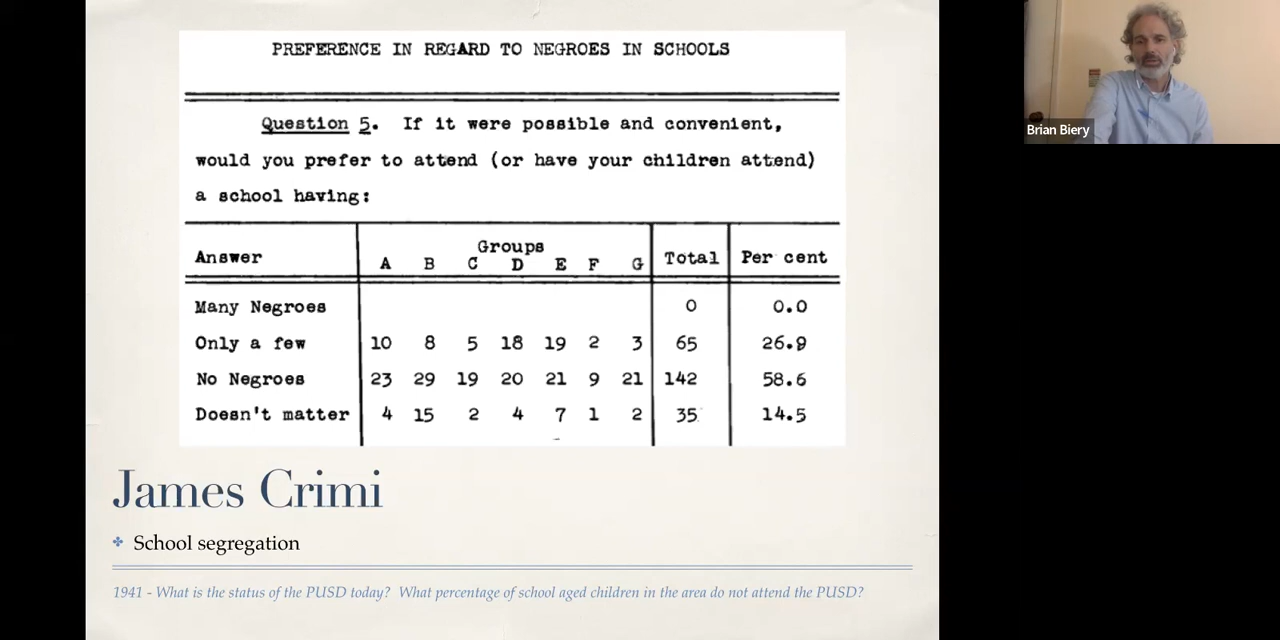 PREFERENCE IN REGARD TO NEGROES IN SCHOOLS
Question 5. If it were possible and convenient,
would you prefer to attend (or have your children attend)
a school having:
Answer Groups Total Per cent
A B C D E F G
Many Negroes 0 0.0
Only a few 10 8 5 18 19 2 3 65 26.9
No Negroes 23 29 19 20 21 9 21 142 58.6
Doesn't matter 4 15 2 4 7 1 2 35 14.5
James Crimi
School segregation
1941 - What is the status of the PUSD today? What percentage of school aged children in the area do not attend the PUSD?
Brian Biery